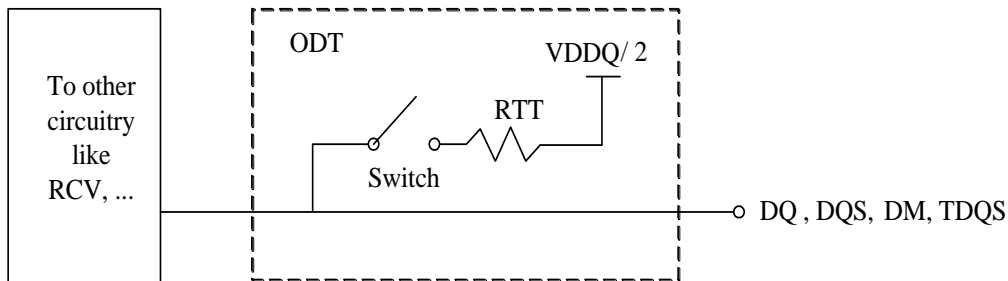 To other
circuitry
like
RCV, ...
ODT
VDDQ/ 2
RTT
Switch
DQ , DQS, DM, TDQS